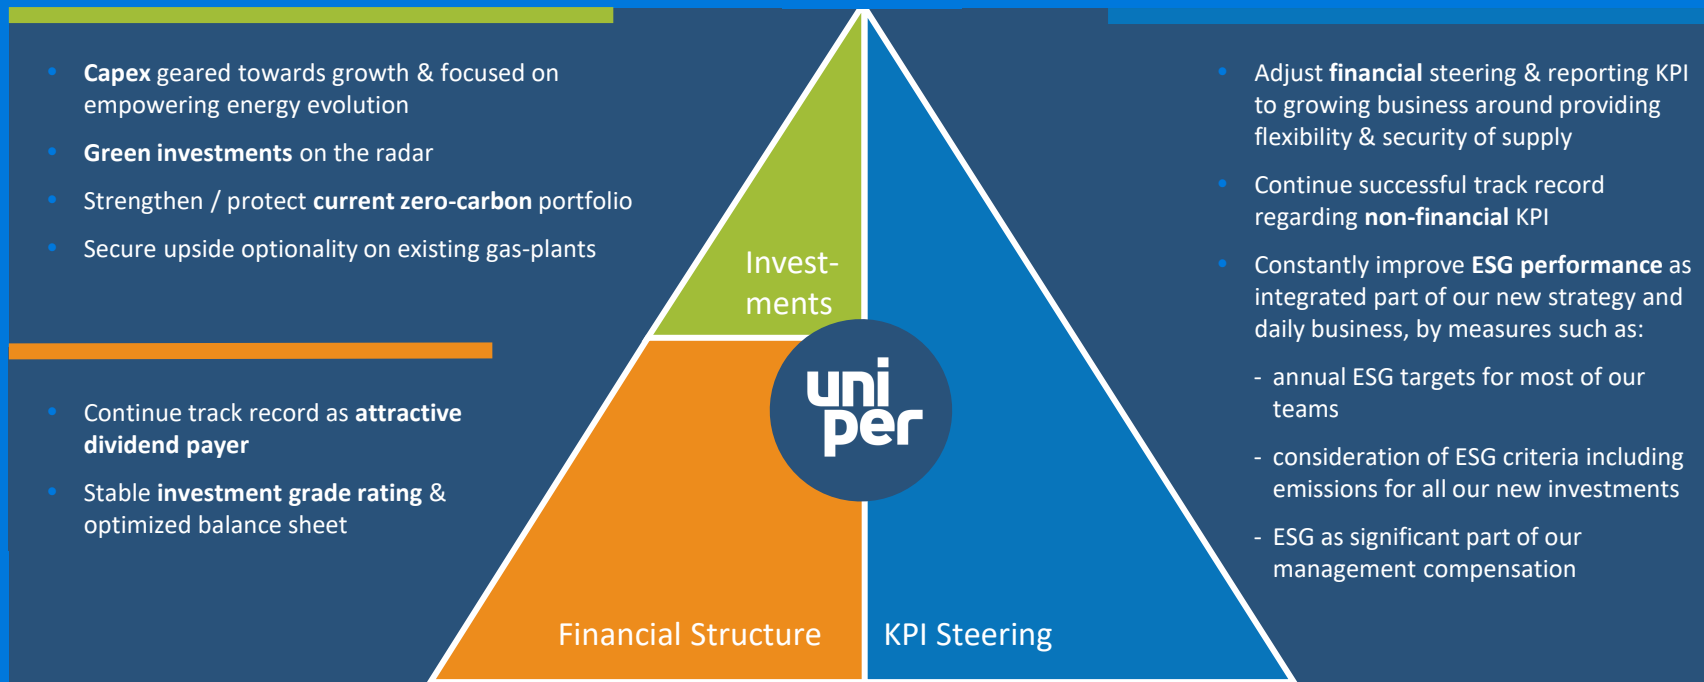 • Capex geared towards growth & focused on
empowering energy evolution
• Green investments on the radar
• Strengthen / protect current zero-carbon portfolio
• Secure upside optionality on existing gas-plants
• Continue track record as attractive
dividend payer
• Stable investment grade rating &
optimized balance sheet
Invest-
ments
uni
per
Financial Structure
KPI Steering
• Adjust financial steering & reporting KPI
to growing business around providing
flexibility & security of supply
• Continue successful track record
regarding non-financial KPI
• Constantly improve ESG performance as
integrated part of our new strategy and
daily business, by measures such as:
- annual ESG targets for most of our
teams
- consideration of ESG criteria including
emissions for all our new investments
- ESG as significant part of our
management compensation